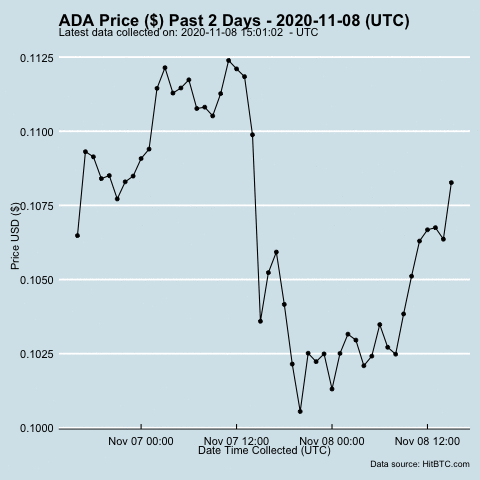 ADA Price ($) Past 2 Days - 2020-11-08 (UTC)
Latest data collected on: 2020-11-08 15:01:02 - UTC
0.1125
0.1100
0.1075
0.1050
0.1025
0.1000
Price USD ($)
Nov 07 00:00 Nov 07 12:00 Nov 08 00:00 Nov 08 12:00
Date Time Collected (UTC)
Data source: HitBTC.com